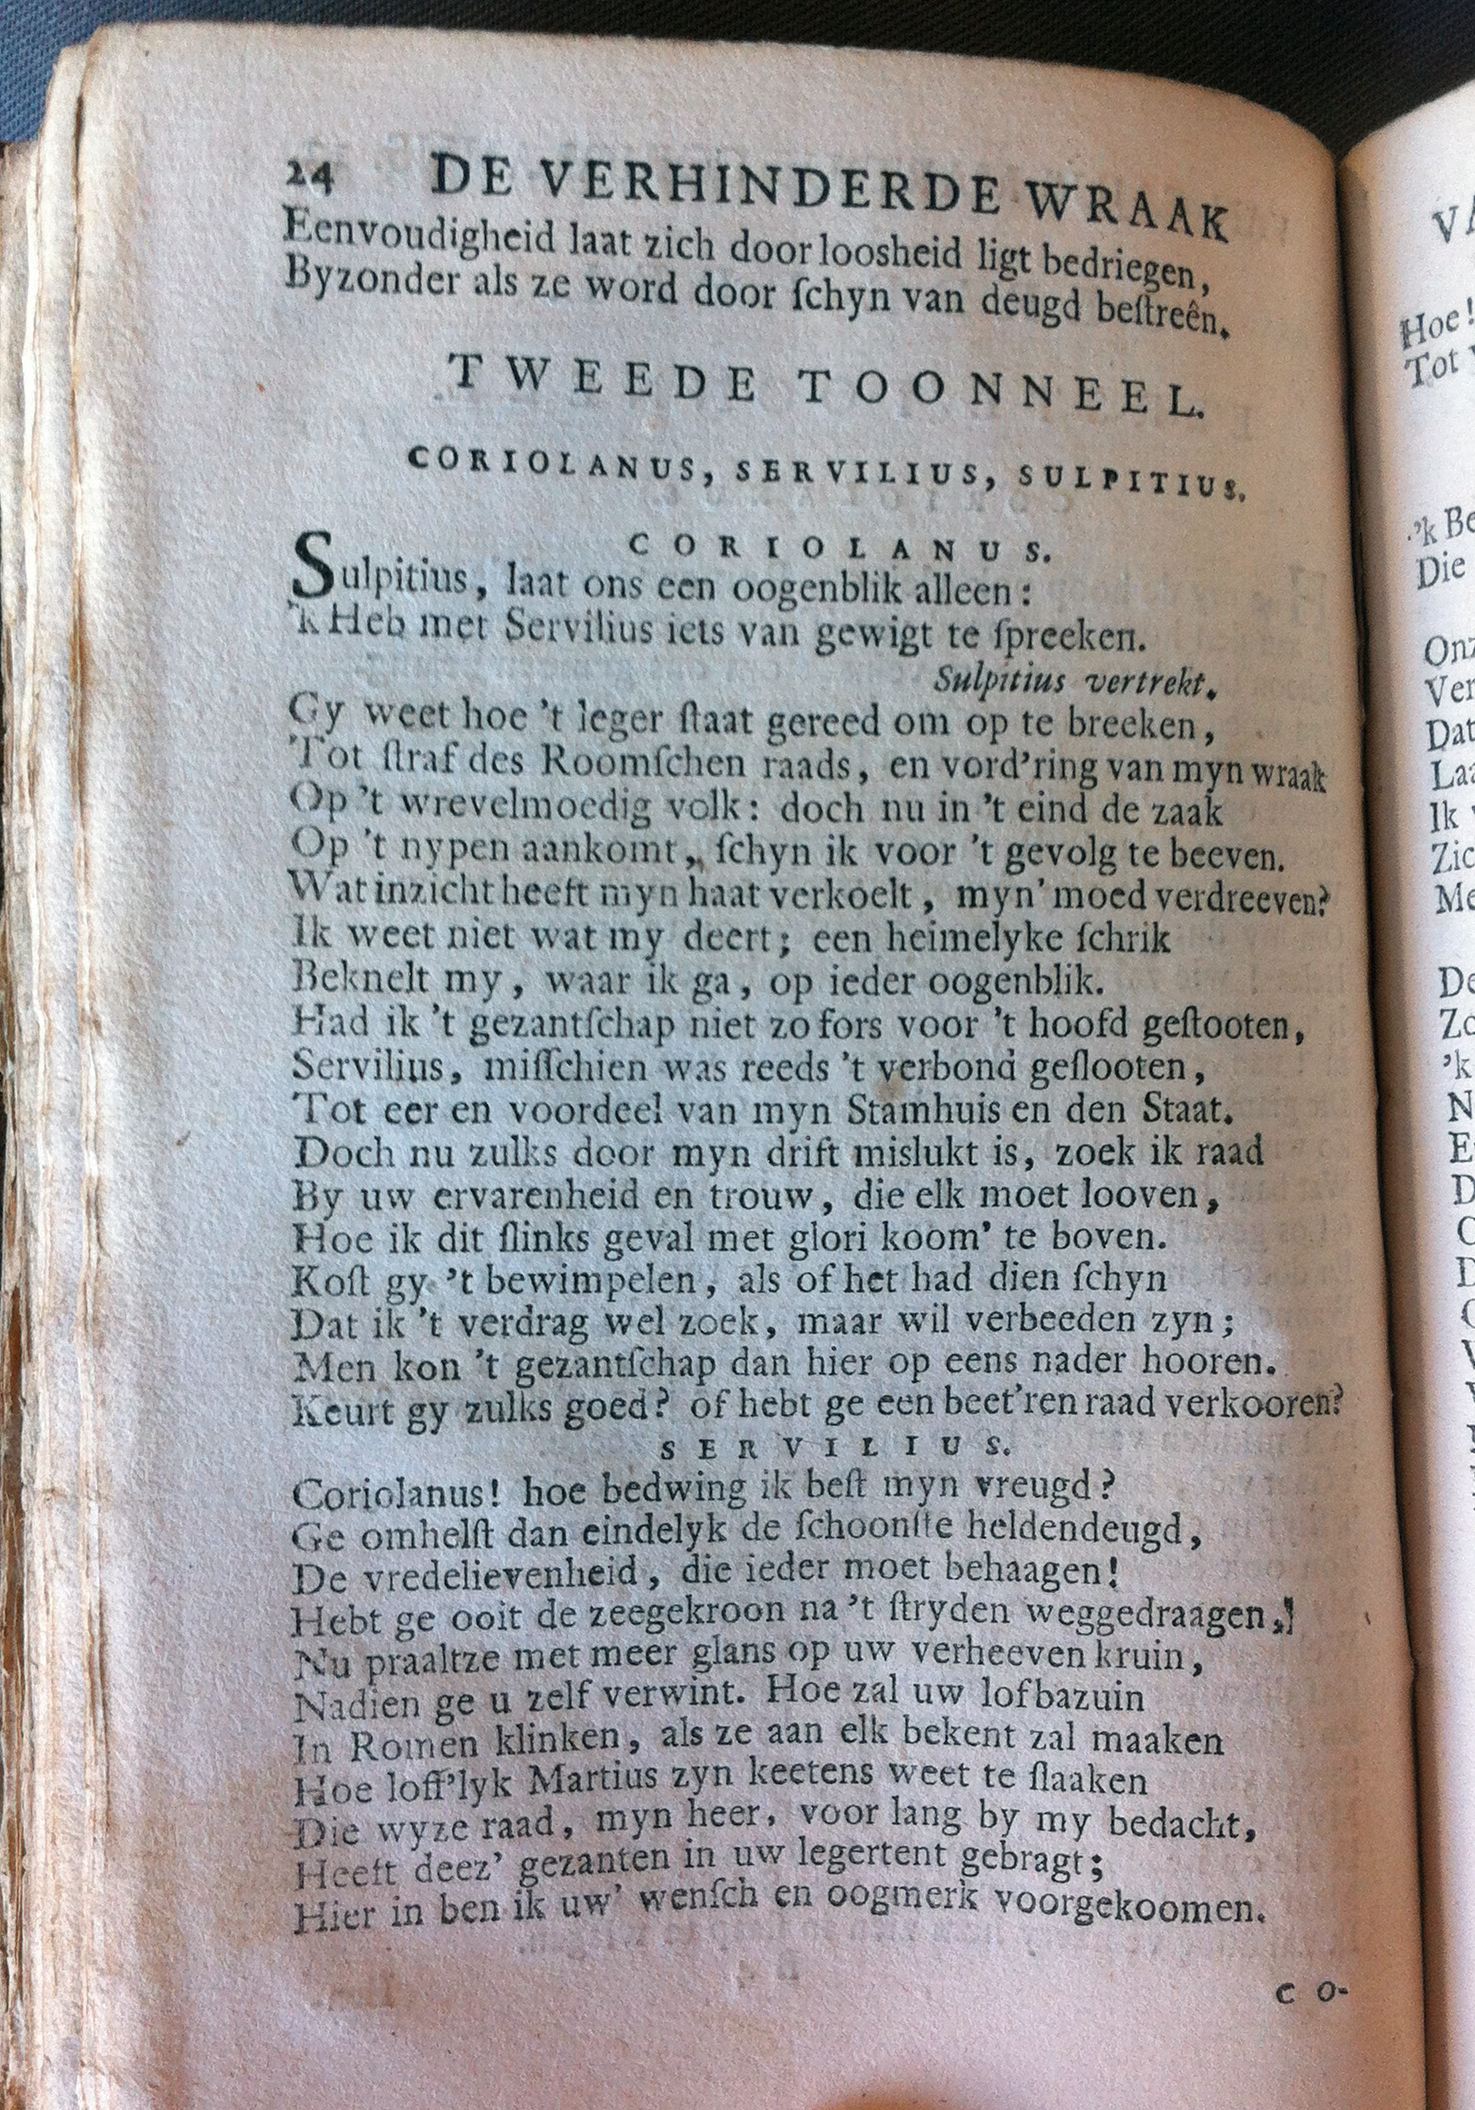 24 DE VERHINDERDE WRAAK
Eenvoudigheid laat zich door loosheid ligt bedriegen,
Byzonder als ze word door ſchyn van deugd beſtreên.
TWEEDE TOONNEEL.
CORIOLANUS, SERVILIUS, SULPITIUS.
CORIOLANUS.
Sulpitius, laat ons een oogenblik alleen:
'k Heb met Servilius iets van gewigt te ſpreeken.
Sulpitius vertrekt.
Gy weet hoe 't leger ſtaat gereed om op te breeken,
Tot ſtraf des Roomſchen raads, en vord'ring van myn wraak
Op 't wrevelmoedig volk: doch nu in 't eind de zaak
Op 't nypen aankomt, ſchyn ik voor 't gevolg te beeven.
Wat inzicht heeft myn haat verkoelt, myn' moed verdreeven?
Ik weet niet wat my deert; een heimelyke ſchrik
Beknelt my, waar ik ga, op ieder oogenblik.
Had ik 't gezantſchap niet zo fors voor 't hoofd geſtooten,
Servilius, miſſchien was reeds 't verbond geſlooten,
Tot eer en voordeel van myn Stamhuis en den Staat.
Doch nu zulks door myn drift mislukt is, zoek ik raad
By uw ervarenheid en trouw, die elk moet looven,
Hoe ik dit ſlinks geval met glori koom' te boven.
Koſt gy 't bewimpelen, als of het had dien ſchyn
Dat ik 't verdrag wel zoek, maar wil verbeeden zyn;
Men kon 't gezantſchap dan hier op eens nader hooren.
Keurt gy zulks goed? of hebt ge een beet'ren raad verkooren?
SERVILIUS.
Coriolanus! hoe bedwing ik beſt myn vreugd?
Ge omhelſt dan eindelyk de ſchoonſte heldendeugd,
De vredelievenheid, die ieder moet behaagen!
Hebt ge ooit de zeegekroon na 't ſtryden weggedraagen,
Nu praaltze met meer glans op uw verheeven kruin,
Nadien ge u zelf verwint. Hoe zal uw lofbazuin
In Romen klinken, als ze aan elk bekent zal maaken
Hoe loff'lyk Martius zyn keetens weet te ſlaaken
Die wyze raad, myn heer, voor lang by my bedacht,
Heeft deez' gezanten in uw legertent gebragt;
Hier in ben ik uw' wenſch en oogmerk voorgekoomen.
CO-
VA
Hoe!
Tot
'k Be
Die
Onz
Ver
Dat
Laa
Ik
Zic
Me
De
Zo
'k
N